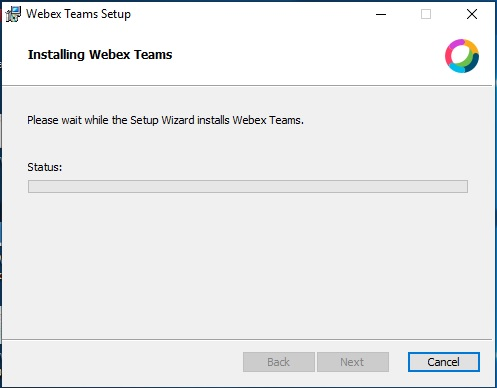 Webex Teams Setup
Installing Webex Teams
Please wait while the Setup Wizard installs Webex Teams.
Status:
Back
Next
Cancel